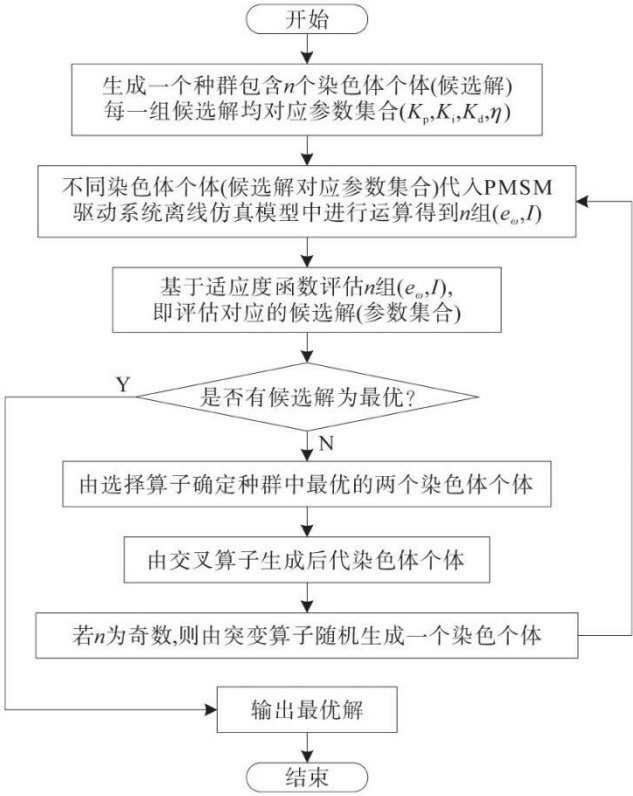 开始
生成一个种群包含n个染色体个体(候选解)
每一组候选解均对应参数集合(Kp,Ki,Kd,η)
不同染色体个体(候选解对应参数集合)代入PMSM
驱动系统离线仿真模型中进行运算得到n组(eω,I)
基于适应度函数评估n组(eω,I),
即评估对应的候选解(参数集合)
Y
是否有候选解为最优?
N
由选择算子确定种群中最优的两个染色体个体
由交叉算子生成后代染色体个体
若n为奇数,则由突变算子随机生成一个染色个体
输出最优解
结束